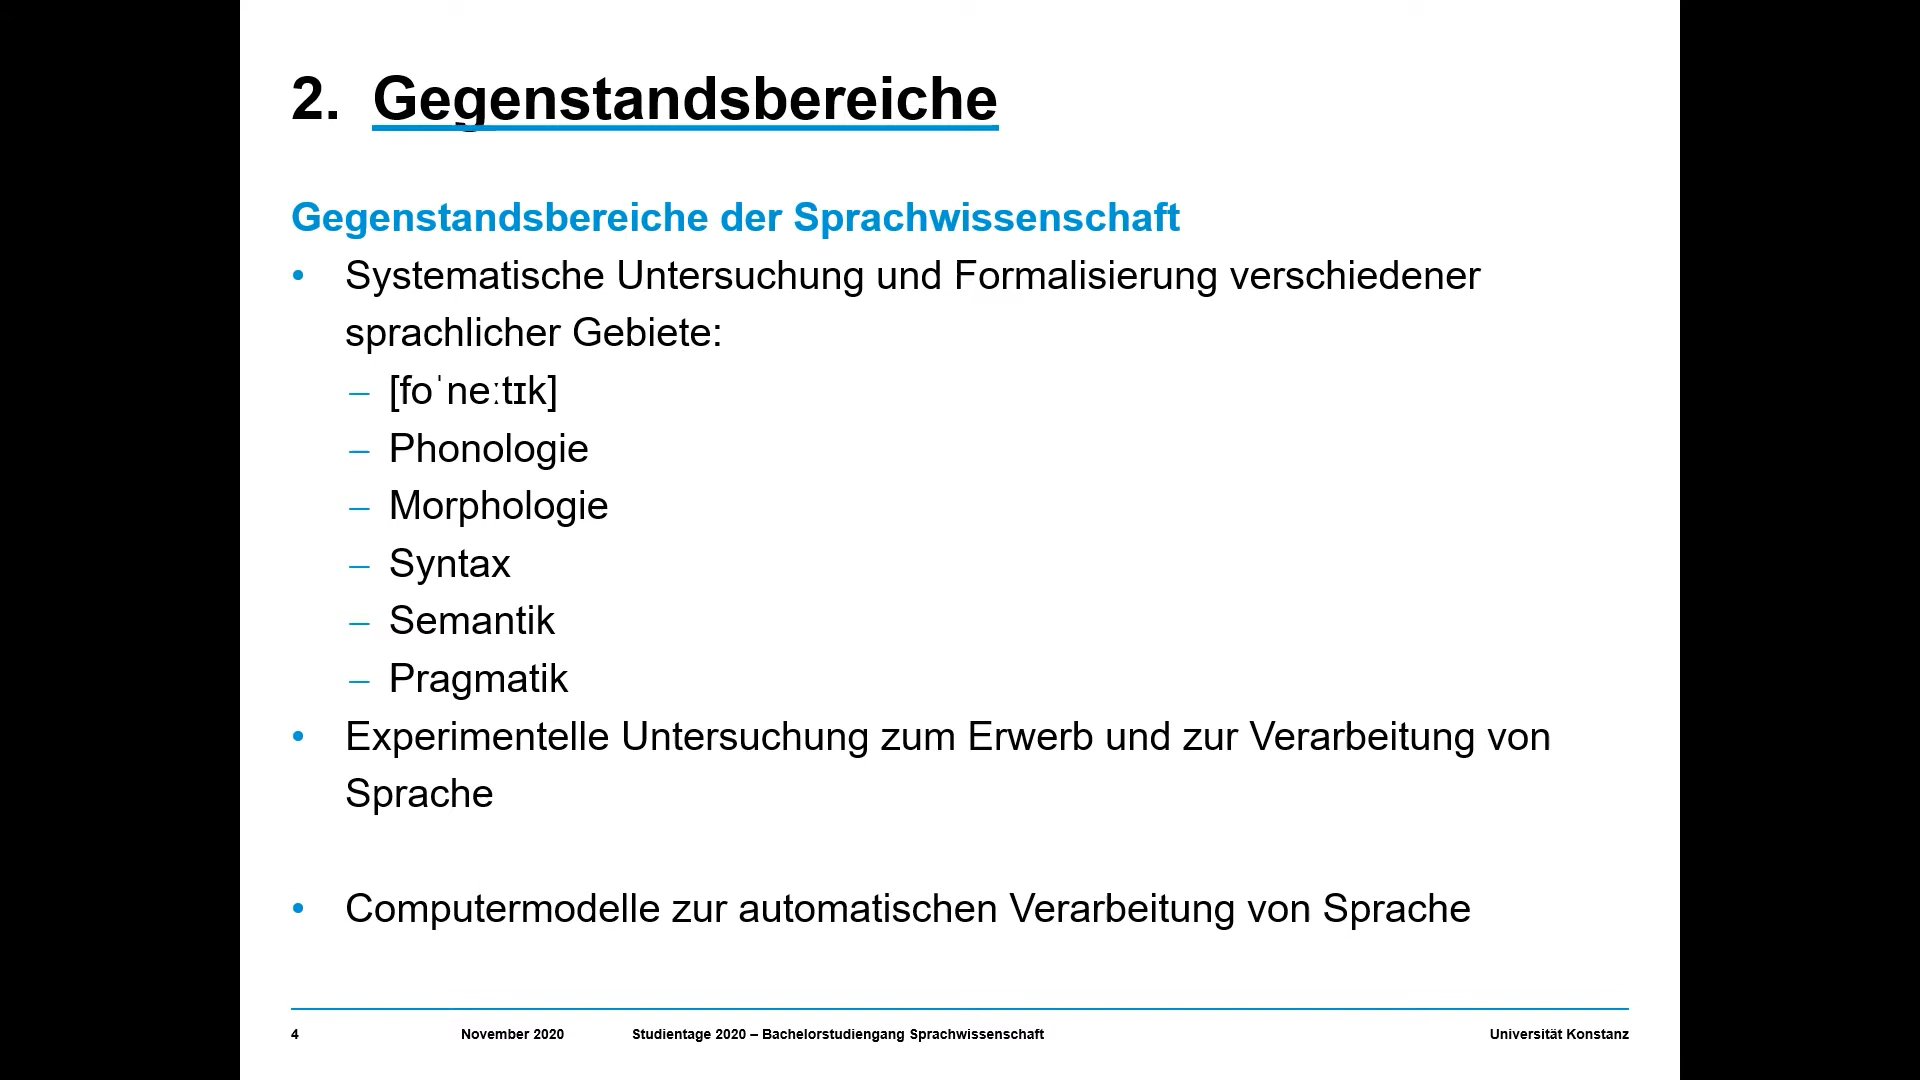 2. Gegenstandsbereiche
Gegenstandsbereiche der Sprachwissenschaft
• Systematische Untersuchung und Formalisierung verschiedener
sprachlicher Gebiete:
– [foˈneːtɪk]
– Phonologie
– Morphologie
– Syntax
– Semantik
– Pragmatik
• Experimentelle Untersuchung zum Erwerb und zur Verarbeitung von
Sprache
• Computermodelle zur automatischen Verarbeitung von Sprache
4 November 2020 Studientage 2020 – Bachelorstudiengang Sprachwissenschaft Universität Konstanz